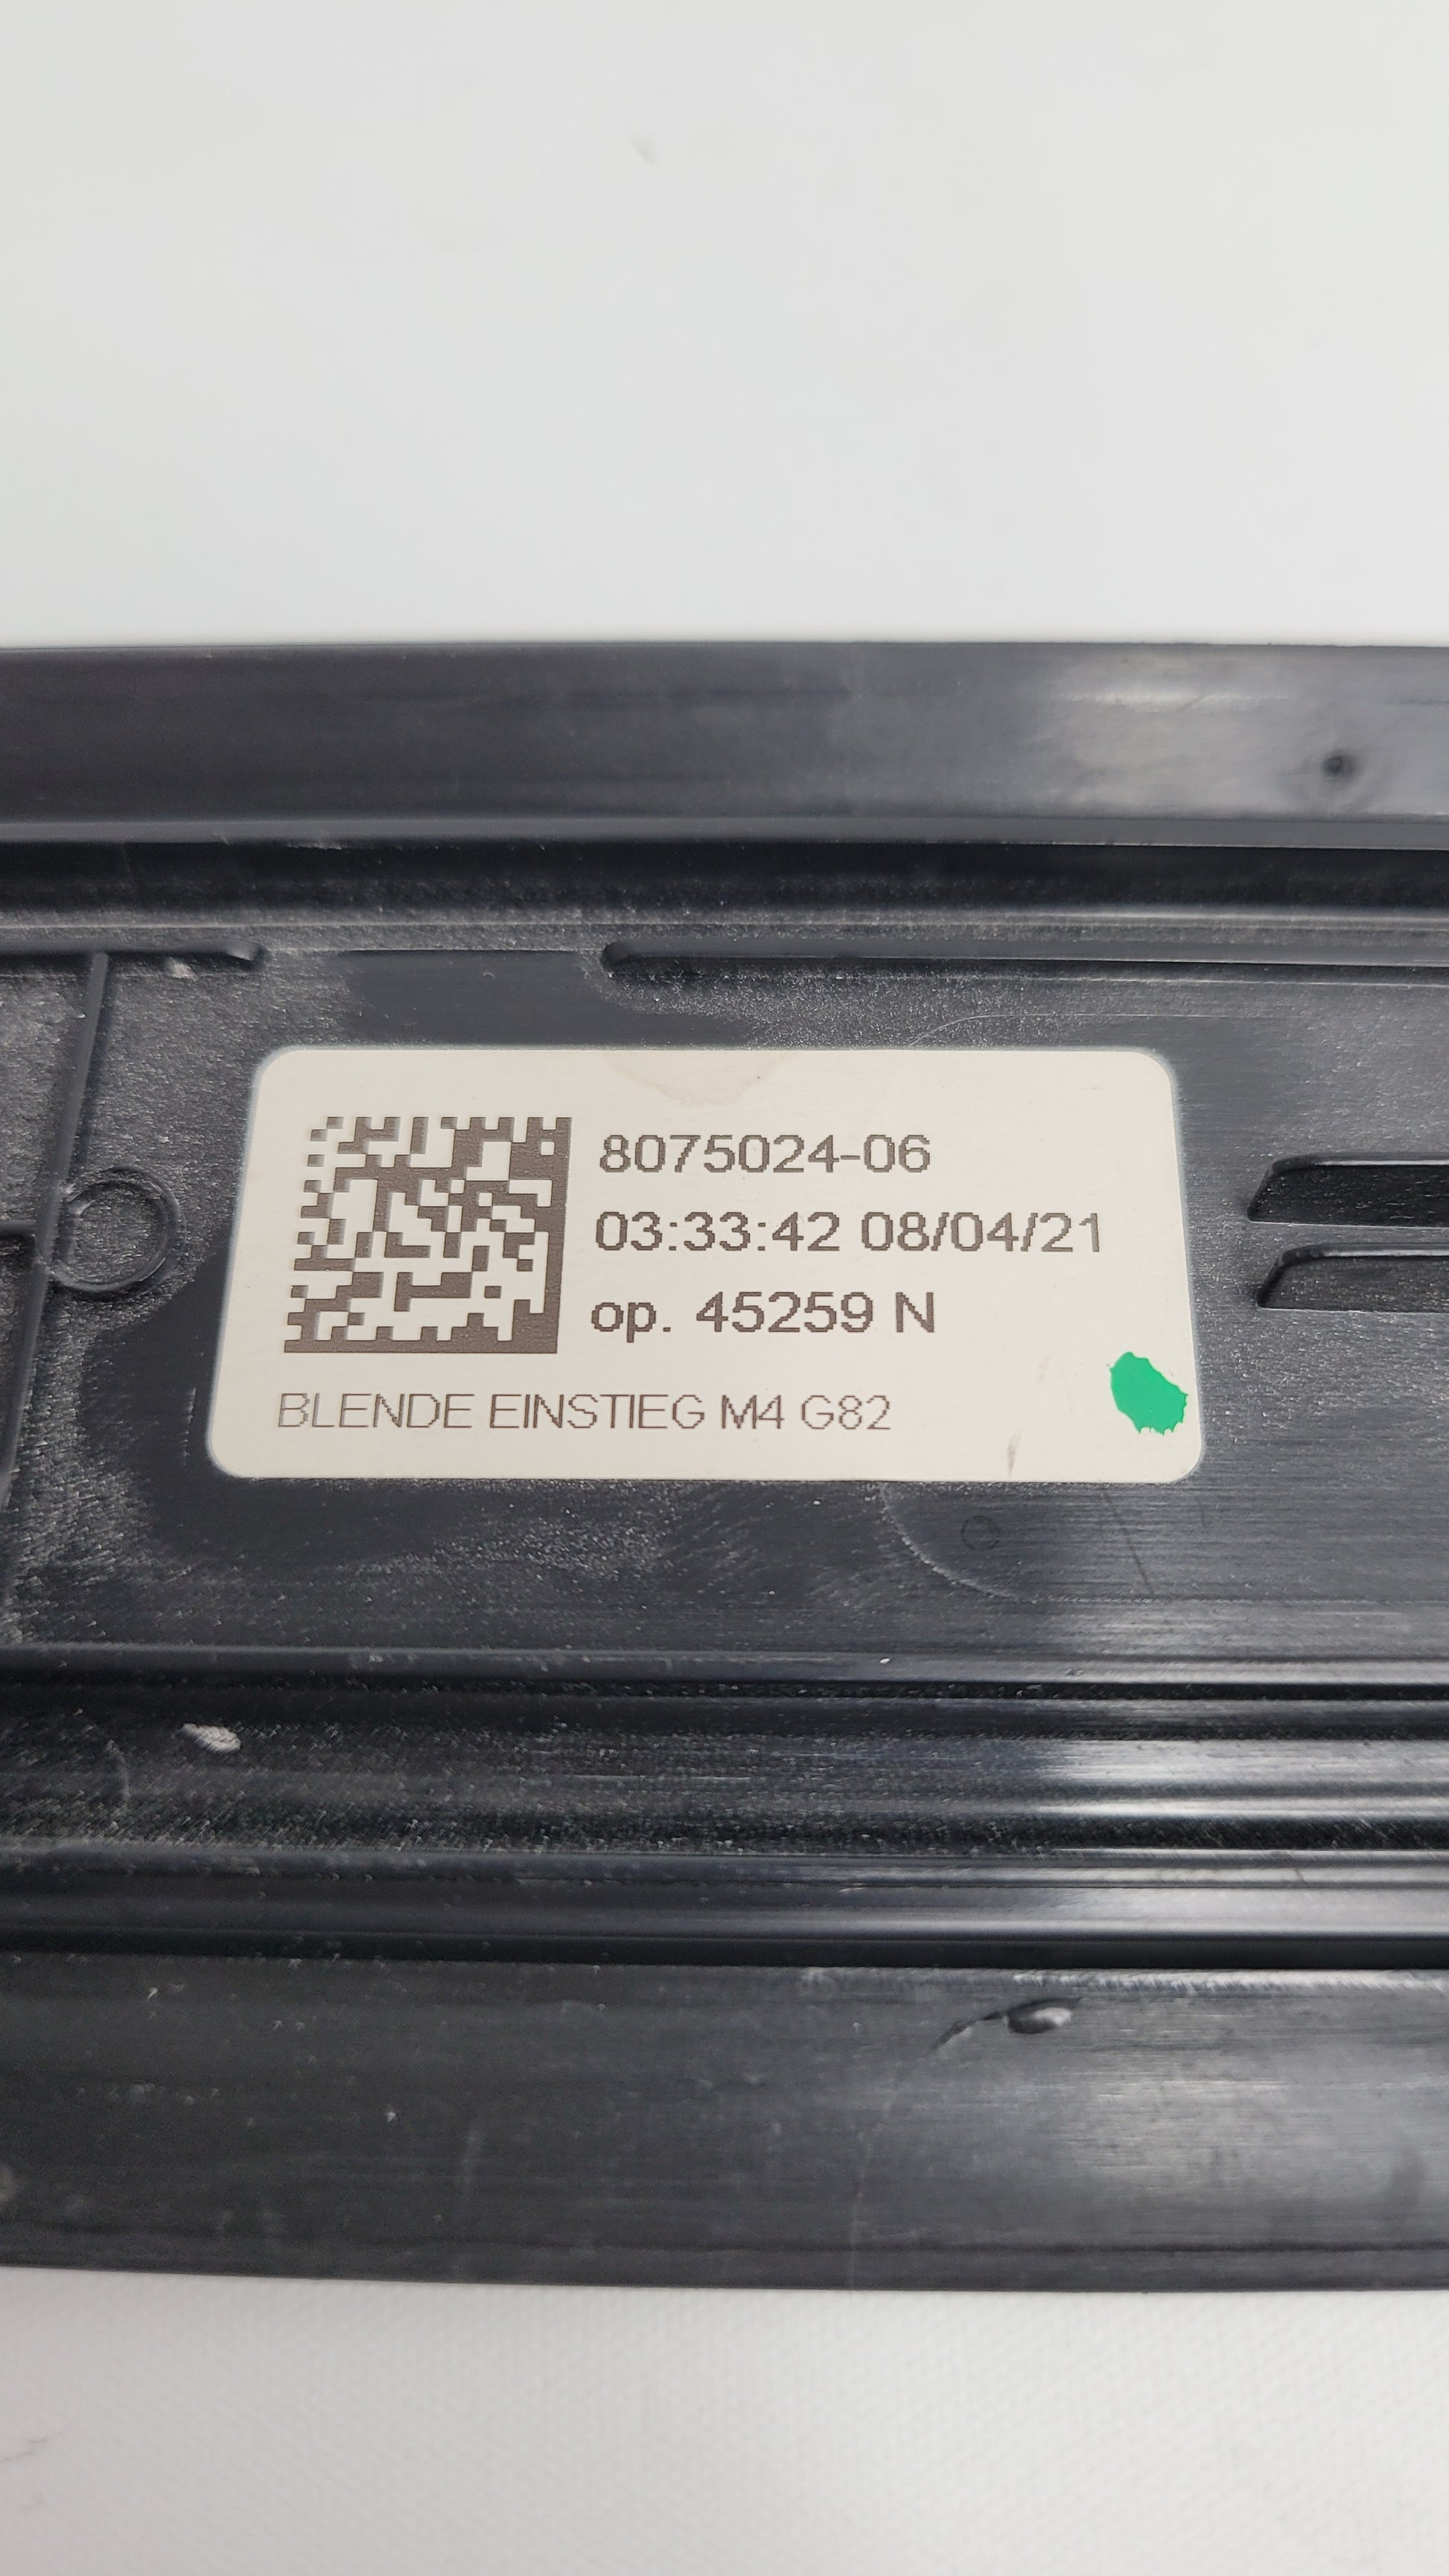 8075024-06
03:33:42 08/04/21
op. 45259 N
BLENDE EINSTIEG M4 G82